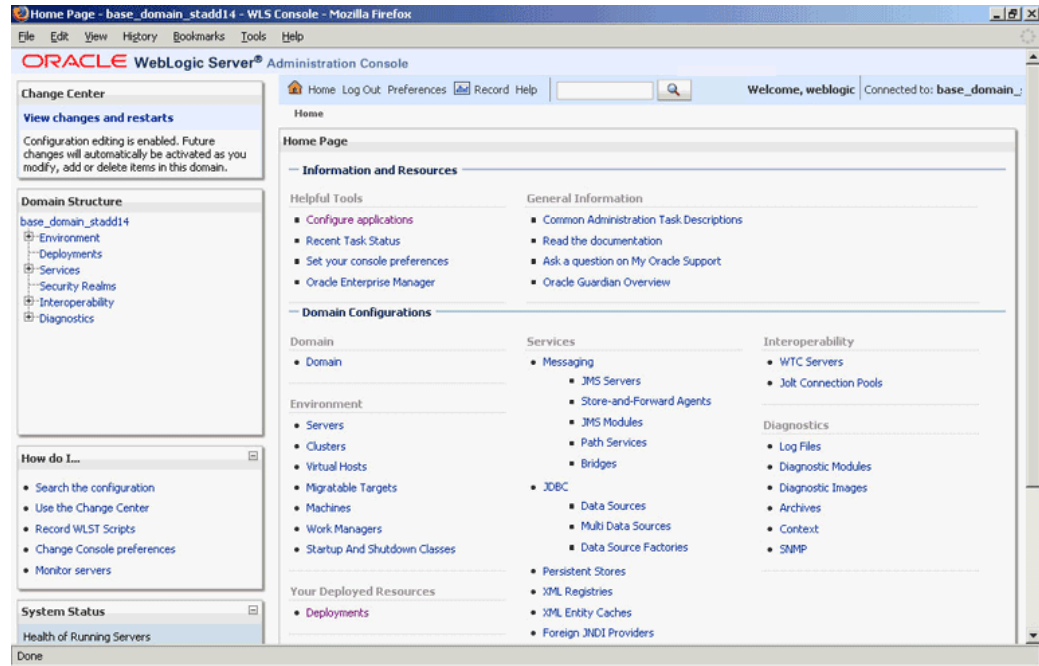 Home Page - base_domain_stadd14 - WLS Console - Mozilla Firefox
File Edit View History Bookmarks Tools Help
ORACLE WebLogic Server® Administration Console
Change Center
View changes and restarts
Configuration editing is enabled. Future
changes will automatically be activated as you
modify, add or delete items in this domain.
Domain Structure
base_domain_stadd14
Environment
Deployments
Services
Security Realms
Interoperability
Diagnostics
How do I...
Search the configuration
Use the Change Center
Record WLST Scripts
Change Console preferences
Monitor servers
System Status
Health of Running Servers
Home Log Out Preferences Record Help
Welcome, weblogic Connected to: base_domain_
Home
Home Page
Information and Resources
Helpful Tools
Configure applications
Recent Task Status
Set your console preferences
Oracle Enterprise Manager
General Information
Common Administration Task Descriptions
Read the documentation
Ask a question on My Oracle Support
Oracle Guardian Overview
Domain Configurations
Domain
Domain
Environment
Servers
Clusters
Virtual Hosts
Migratable Targets
Machines
Work Managers
Startup And Shutdown Classes
Your Deployed Resources
Deployments
Services
Messaging
JMS Servers
Store-and-Forward Agents
JMS Modules
Path Services
Bridges
JDBC
Data Sources
Multi Data Sources
Data Source Factories
Persistent Stores
XML Registries
XML Entity Caches
Foreign JNDI Providers
Interoperability
WTC Servers
Jolt Connection Pools
Diagnostics
Log Files
Diagnostic Modules
Diagnostic Images
Archives
Context
SNMP
Done